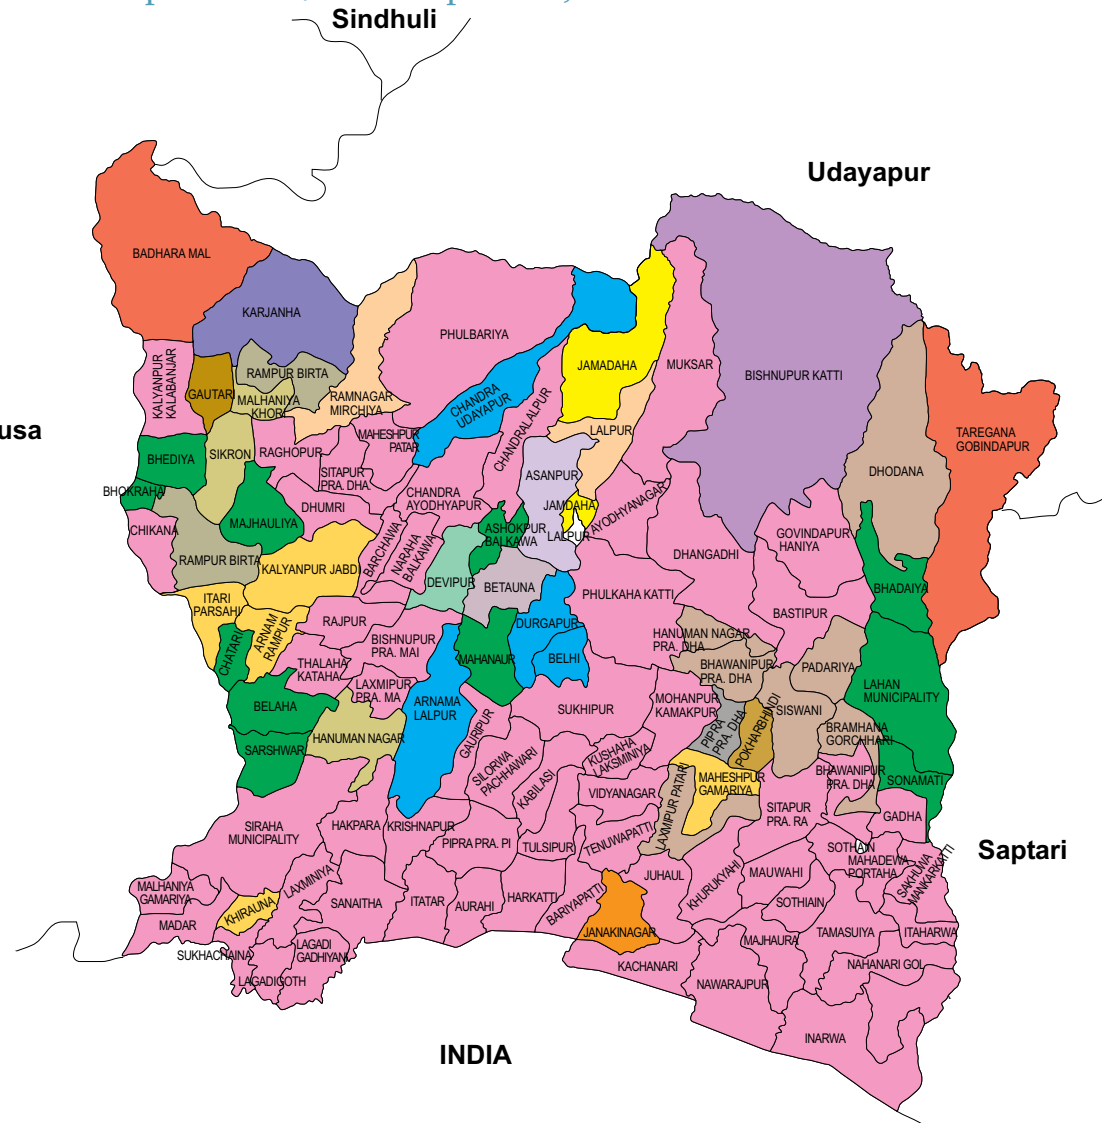 Sindhuli
Udayapur
BADHARA MAL
KARJANHA
PHULBARIYA
KALYANPUR
KALABANJAR
RAMPUR BIRTA
GAUTARI
MALHANIYA
KHORI
RAMNAGAR
MIRCHIYA
CHANDRA
UDAYAPUR
JAMADAHA
MUKSAR
BISHNUPUR KATTI
TAREGANA
GOBINDAPUR
usa
BHEDIYA
SIKRON
RAGHOPUR
MAHESHPUR
PATAR
CHANDRALALPUR
LALPUR
DHODANA
BHOKRAHA
SITAPUR
PRA. DHA.
ASANPUR
CHIKANA
MAJHAULIYA
DHUMRI
CHANDRA
AYODHYAPUR
JAMDAHA
AYODHYANAGAR
LALPUR
ASHOKPUR
BALKAWA
GOVINDAPUR
HANIYA
RAMPUR BIRTA
KALYANPUR JABDI
BARCHAWA
NARAHA
BALKAWA
DHANGADHI
DEVIPUR
BETAUNA
PHULKAHA KATTI
BHADAIYA
ITARI
PARSAHI
ARNAM
RAMPUR
RAJPUR
BASTIPUR
CHATARI
BISHNUPUR
PRA. MAI
DURGAPUR
HANUMAN NAGAR
PRA. DHA
THALAHA
KATAHA
MAHANAUR
BELHI
BHAWANIPUR
PRA. DHA
PADARIYA
LAXMIPUR
PRA. MA
LAHAN
MUNICIPALITY
BELAHA
ARNAMA
LALPUR
SUKHIPUR
MOHANPUR
KAMAKPUR
SISWANI
GAURIPUR
PIPRA
PRA. DHA
POKHARBHINDI
BRAMHANA
GORCHHARI
SARSHWAR
HANUMAN NAGAR
SILORWA
PACHHAWARI
KUSHAHA
LAKSMINIYA
BHAWANIPUR
PRA. DHA
SONAMATI
KABILASI
VIDYANAGAR
LAXMIPUR PATARI
MAHESHPUR
GAMARIYA
SITAPUR
PRA. RA
GADHA
SIRAHA
MUNICIPALITY
HAKPARA
KRISHNAPUR
PIPRA PRA. PI
TULSIPUR
TENUWAPATTI
SOTHAIN
MAHADEWA
PORTAHA
SAKHUWA
MANKARKATTI
Saptari
MALHANIYA
GAMARIYA
LAXMINIYA
JUHAUL
KHURUKYAHI
MAUWAHI
MADAR
KHIRAUNA
SANAITHA
ITATAR
AURAHI
HARKATTI
BARIYAPATTI
SOTHIAIN
JANAKINAGAR
MAJHAURA
TAMASUIYA
ITAHARWA
SUKHACHAINA
LAGADI
GADHIYANI
KACHANARI
NAHANARI GOL
LAGADIGOTH
NAWARAJPUR
INARWA
INDIA